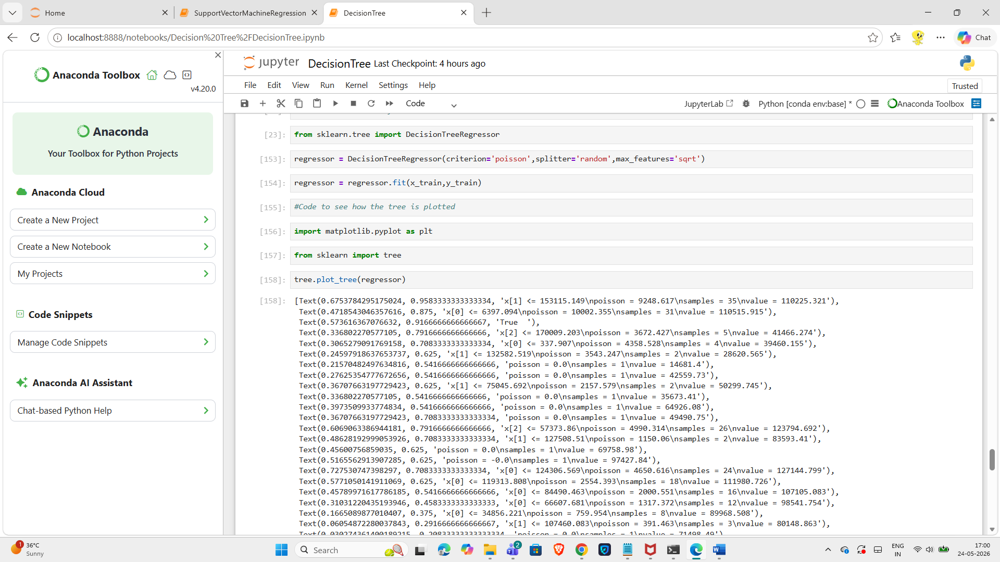 Home
SupportVectorMachineRegression
DecisionTree
localhost:8888/notebooks/Decision%20Tree%2FDecisionTree.ipynb
Chat
Anaconda Toolbox
v4.20.0
Anaconda
Your Toolbox for Python Projects
Anaconda Cloud
Create a New Project
Create a New Notebook
My Projects
Code Snippets
Manage Code Snippets
Anaconda AI Assistant
Chat-based Python Help
jupyter DecisionTree Last Checkpoint: 4 hours ago
File Edit View Run Kernel Settings Help
Trusted
Code
JupyterLab
Python [conda env:base] *
Anaconda Toolbox
[23]: from sklearn.tree import DecisionTreeRegressor
[153]: regressor = DecisionTreeRegressor(criterion='poisson',splitter='random',max_features='sqrt')
[154]: regressor = regressor.fit(x_train,y_train)
[155]: #Code to see how the tree is plotted
[156]: import matplotlib.pyplot as plt
[157]: from sklearn import tree
[158]: tree.plot_tree(regressor)
[158]: [Text(0.6753784295175024, 0.9583333333333334, 'x[1] <= 153115.149\npoisson = 9248.617\nsamples = 35\nvalue = 110225.321'),
Text(0.4718543046357616, 0.875, 'x[0] <= 6397.094\npoisson = 10002.355\nsamples = 31\nvalue = 110515.915'),
Text(0.573616367076632, 0.9166666666666667, 'True  '),
Text(0.336802270577105, 0.7916666666666666, 'x[2] <= 170009.203\npoisson = 3672.427\nsamples = 5\nvalue = 41466.274'),
Text(0.3065279091769158, 0.7083333333333334, 'x[0] <= 337.907\npoisson = 4358.528\nsamples = 4\nvalue = 39460.155'),
Text(0.24597918637653737, 0.625, 'x[1] <= 132582.519\npoisson = 3543.247\nsamples = 2\nvalue = 28620.565'),
Text(0.21570482497634816, 0.5416666666666666, 'poisson = 0.0\nsamples = 1\nvalue = 14681.4'),
Text(0.27625354777672656, 0.5416666666666666, 'poisson = 0.0\nsamples = 1\nvalue = 42559.73'),
Text(0.36707663197729423, 0.625, 'x[1] <= 75045.692\npoisson = 2157.579\nsamples = 2\nvalue = 50299.745'),
Text(0.336802270577105, 0.5416666666666666, 'poisson = 0.0\nsamples = 1\nvalue = 35673.41'),
Text(0.3973509933774834, 0.5416666666666666, 'poisson = 0.0\nsamples = 1\nvalue = 64926.08'),
Text(0.36707663197729423, 0.7083333333333334, 'poisson = 0.0\nsamples = 1\nvalue = 49490.75'),
Text(0.6069063386944181, 0.7916666666666666, 'x[2] <= 57373.86\npoisson = 4990.314\nsamples = 26\nvalue = 123794.692'),
Text(0.48628192999053926, 0.7083333333333334, 'x[1] <= 127508.51\npoisson = 1150.06\nsamples = 2\nvalue = 83593.41'),
Text(0.45600756859035, 0.625, 'poisson = 0.0\nsamples = 1\nvalue = 69758.98'),
Text(0.5165562913907285, 0.625, 'poisson = -0.0\nsamples = 1\nvalue = 97427.84'),
Text(0.727530747398297, 0.7083333333333334, 'x[0] <= 124306.569\npoisson = 4650.616\nsamples = 24\nvalue = 127144.799'),
Text(0.5771050141911069, 0.625, 'x[0] <= 119313.808\npoisson = 2554.393\nsamples = 18\nvalue = 111980.726'),
Text(0.45789971617786185, 0.5416666666666666, 'x[0] <= 84490.463\npoisson = 2000.551\nsamples = 16\nvalue = 107105.083'),
Text(0.31031220435193946, 0.4583333333333333, 'x[0] <= 66607.681\npoisson = 1317.372\nsamples = 12\nvalue = 98541.754'),
Text(0.1665089877010407, 0.375, 'x[0] <= 34856.221\npoisson = 759.954\nsamples = 8\nvalue = 89968.508'),
Text(0.06054872280037843, 0.2916666666666667, 'x[1] <= 107460.083\npoisson = 391.463\nsamples = 3\nvalue = 80148.863'),
Text(0.030274361400189215, 0.20833333333333334, 'poisson = 0.0\nsamples = 1\nvalue = 71498.49'),
1
36°C
Sunny
Search
2
ENG
IN
17:00
24-05-2026